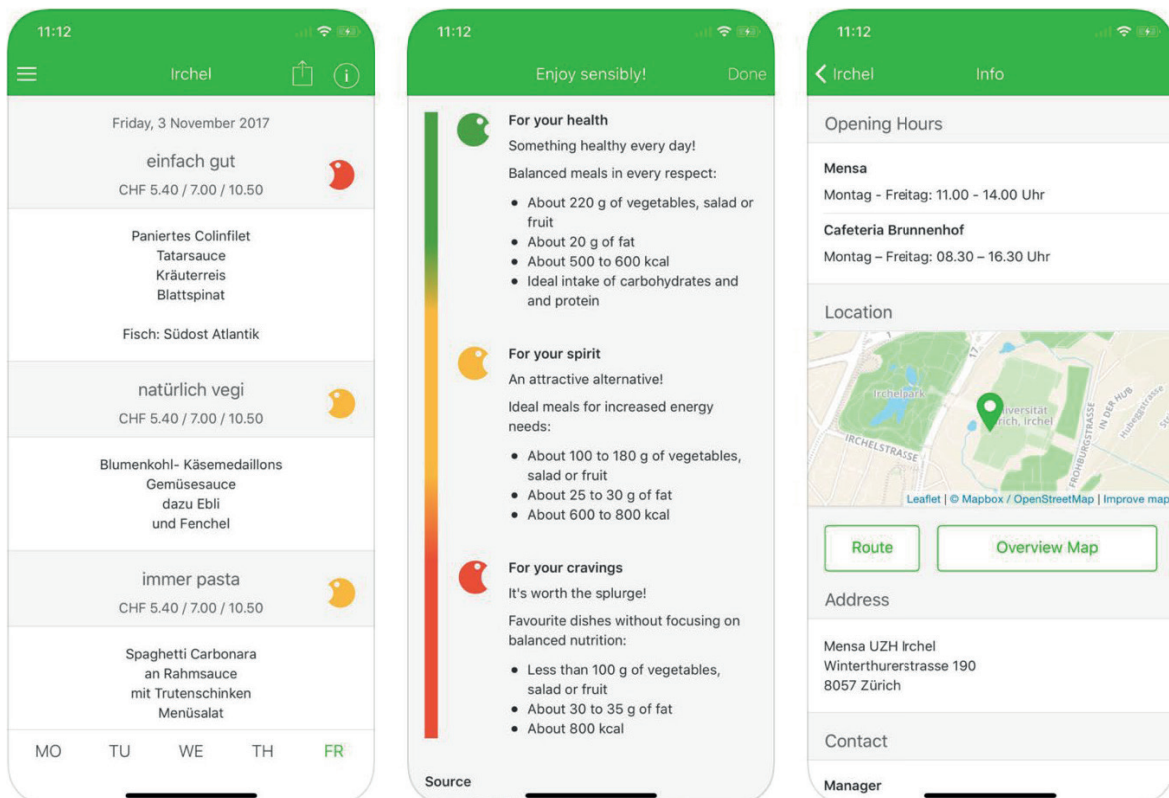 11:12
Irchel
Friday, 3 November 2017
einfach gut
CHF 5.40 / 7.00 / 10.50
Paniertes Colinfilet
Tatarsauce
Kräuterreis
Blattspinat
Fisch: Südost Atlantik
natürlich vegi
CHF 5.40 / 7.00 / 10.50
Blumenkohl- Käsemedaillons
Gemüsesauce
dazu Ebli
und Fenchel
immer pasta
CHF 5.40 / 7.00 / 10.50
Spaghetti Carbonara
an Rahmsauce
mit Trutenschinken
Menüsalat
MO TU WE TH FR
11:12
Enjoy sensibly! Done
For your health
Something healthy every day!
Balanced meals in every respect:
• About 220 g of vegetables, salad or
fruit
• About 20 g of fat
• About 500 to 600 kcal
• Ideal intake of carbohydrates and
and protein
For your spirit
An attractive alternative!
Ideal meals for increased energy
needs:
• About 100 to 180 g of vegetables,
salad or fruit
• About 25 to 30 g of fat
• About 600 to 800 kcal
For your cravings
It's worth the splurge!
Favourite dishes without focusing on
balanced nutrition:
• Less than 100 g of vegetables,
salad or fruit
• About 30 to 35 g of fat
• About 800 kcal
Source
11:12
Irchel Info
Opening Hours
Mensa
Montag - Freitag: 11.00 - 14.00 Uhr
Cafeteria Brunnenhof
Montag – Freitag: 08.30 – 16.30 Uhr
Location
17
Irchelpark
IRCHELSTRASSE
FROHBURGSTRASSE
IN DER HUB
Hubeggstrasse
Leaflet | © Mapbox / OpenStreetMap | Improve map
Route Overview Map
Address
Mensa UZH Irchel
Winterthurerstrasse 190
8057 Zürich
Contact
Manager